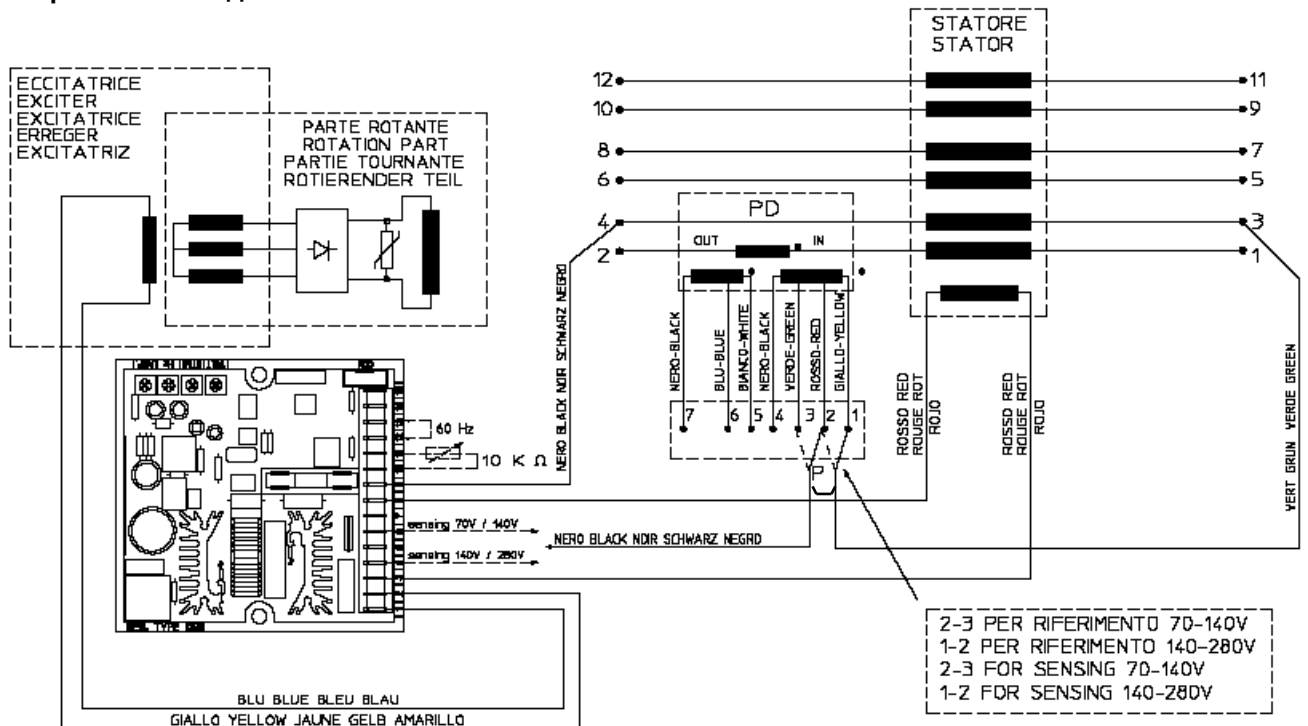 STATORE
STATOR
ECCITATRICE
EXCITER
EXCITATRICE
ERREGER
EXCITATRIZ
PARTE ROTANTE
ROTATION PART
PARTIE TOURNANTE
ROTIERENDER TEIL
12
11
10
9
8
7
6
5
4
3
2
1
PD
OUT
IN
NERO-BLACK
BLU-BLUE
BIANCO-WHITE
NERO-BLACK
VERDE-GREEN
ROSSO-RED
GIALLO-YELLOW
7
6
5
4
3
2
1
P
NERO BLACK NOIR SCHWARZ NEGRO
ROSSO RED
ROUGE ROT
ROJO
ROSSO RED
ROUGE ROT
ROJO
VERT GRUN VERDE GREEN
60 Hz
10 K Ω
sensing 70V / 140V
sensing 140V / 280V
NERO BLACK NOIR SCHWARZ NEGRO
2-3 PER RIFERIMENTO 70-140V
1-2 PER RIFERIMENTO 140-280V
2-3 FOR SENSING 70-140V
1-2 FOR SENSING 140-280V
BLU BLUE BLEU BLAU
GIALLO YELLOW JAUNE GELB AMARILLO